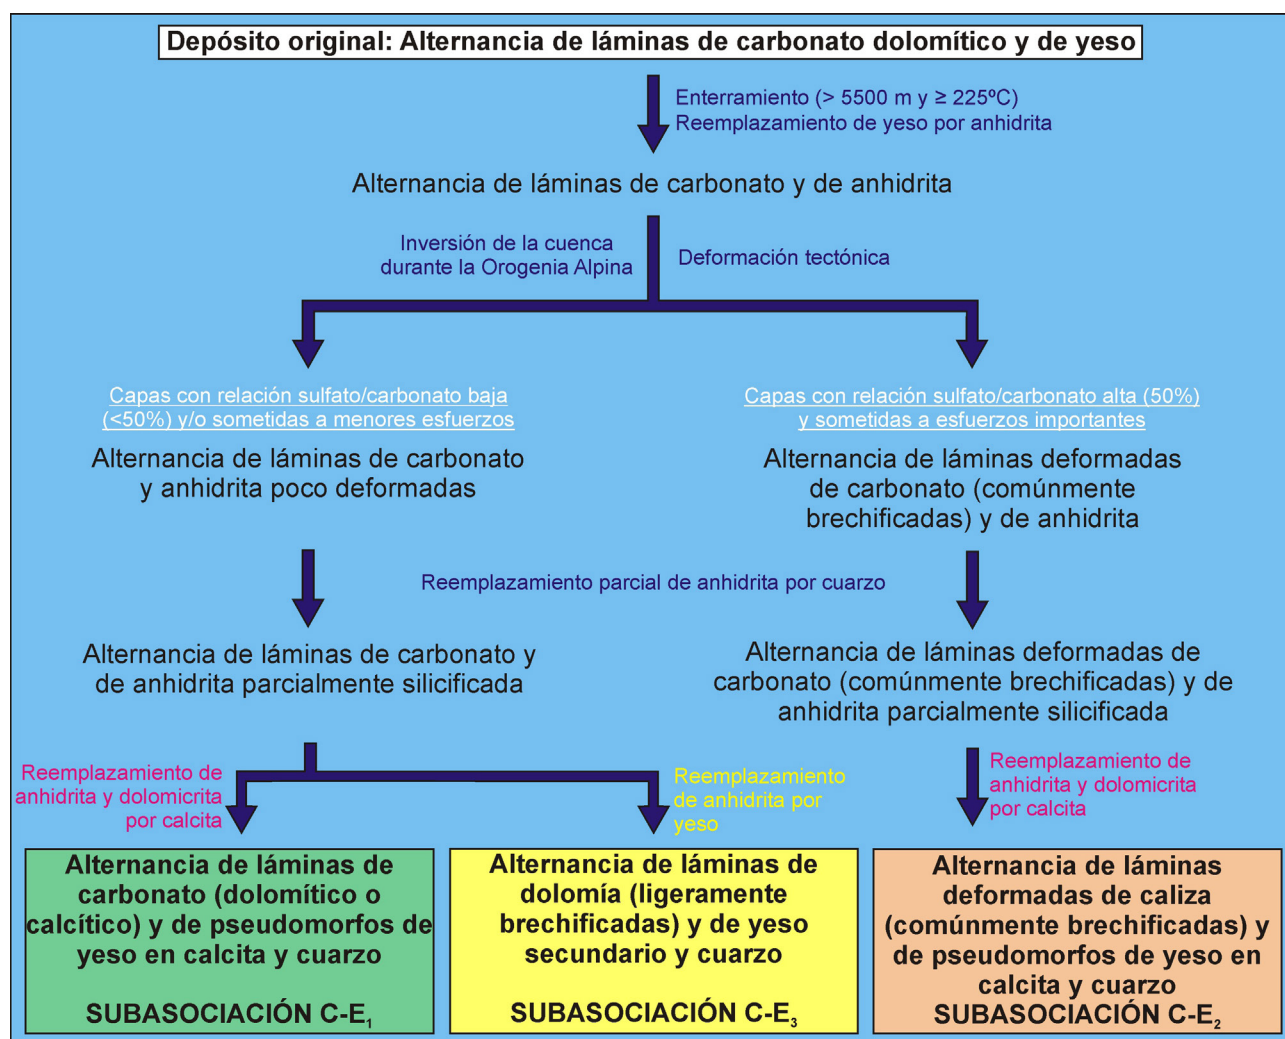 Depósito original: Alternancia de láminas de carbonato dolomítico y de yeso
Enterramiento (> 5500 m y ≥ 225ºC)
Reemplazamiento de yeso por anhidrita
Alternancia de láminas de carbonato y de anhidrita
Inversión de la cuenca
durante la Orogenia Alpina
Deformación tectónica
Capas con relación sulfato/carbonato baja
(<50%) y/o sometidas a menores esfuerzos
Alternancia de láminas de carbonato
y anhidrita poco deformadas
Capas con relación sulfato/carbonato alta (50%)
y sometidas a esfuerzos importantes
Alternancia de láminas deformadas
de carbonato (comúnmente
brechificadas) y de anhidrita
Reemplazamiento parcial de anhidrita por cuarzo
Alternancia de láminas de carbonato y
de anhidrita parcialmente silicificada
Alternancia de láminas deformadas de
carbonato (comúnmente brechificadas) y de
anhidrita parcialmente silicificada
Reemplazamiento de
anhidrita y dolomicrita
por calcita
Reemplazamiento
de anhidrita por
yeso
Reemplazamiento de
anhidrita y dolomicrita
por calcita
Alternancia de láminas de
carbonato (dolomítico o
calcítico) y de pseudomorfos de
yeso en calcita y cuarzo
SUBASOCIACIÓN C-E₁
Alternancia de láminas de
dolomía (ligeramente
brechificadas) y de yeso
secundario y cuarzo
SUBASOCIACIÓN C-E₃
Alternancia de láminas
deformadas de caliza
(comúnmente brechificadas) y
de pseudomorfos de yeso en
calcita y cuarzo
SUBASOCIACIÓN C-E₂